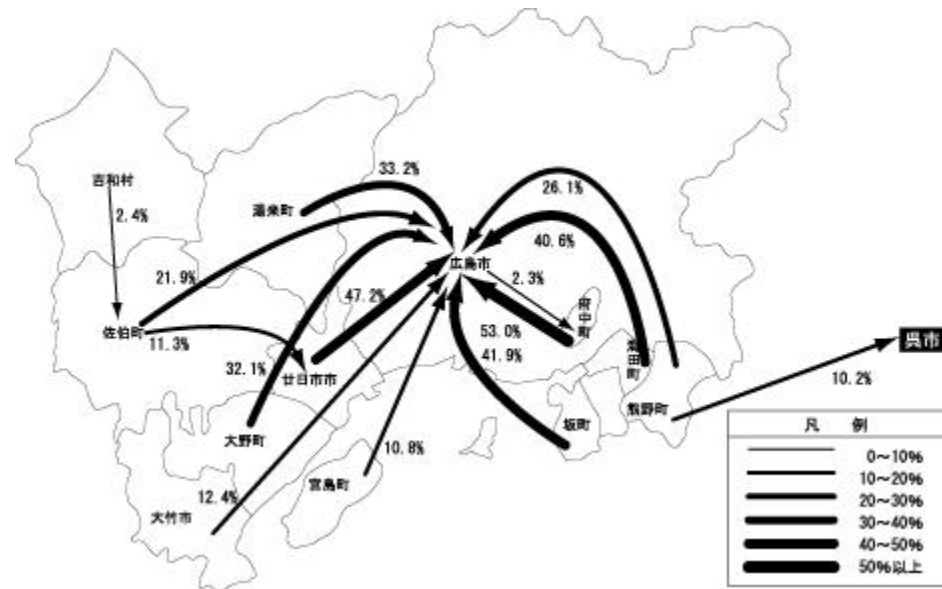 吉和村
2.4%
湯来町
33.2%
26.1%
40.6%
広島市
2.3%
府中町
21.9%
47.2%
佐伯町
11.3%
53.0%
41.9%
海田町
呉市
32.1%
廿日市市
10.2%
熊野町
坂町
大野町
10.8%
宮島町
12.4%
大竹市
凡 例
0～10%
10～20%
20～30%
30～40%
40～50%
50%以上